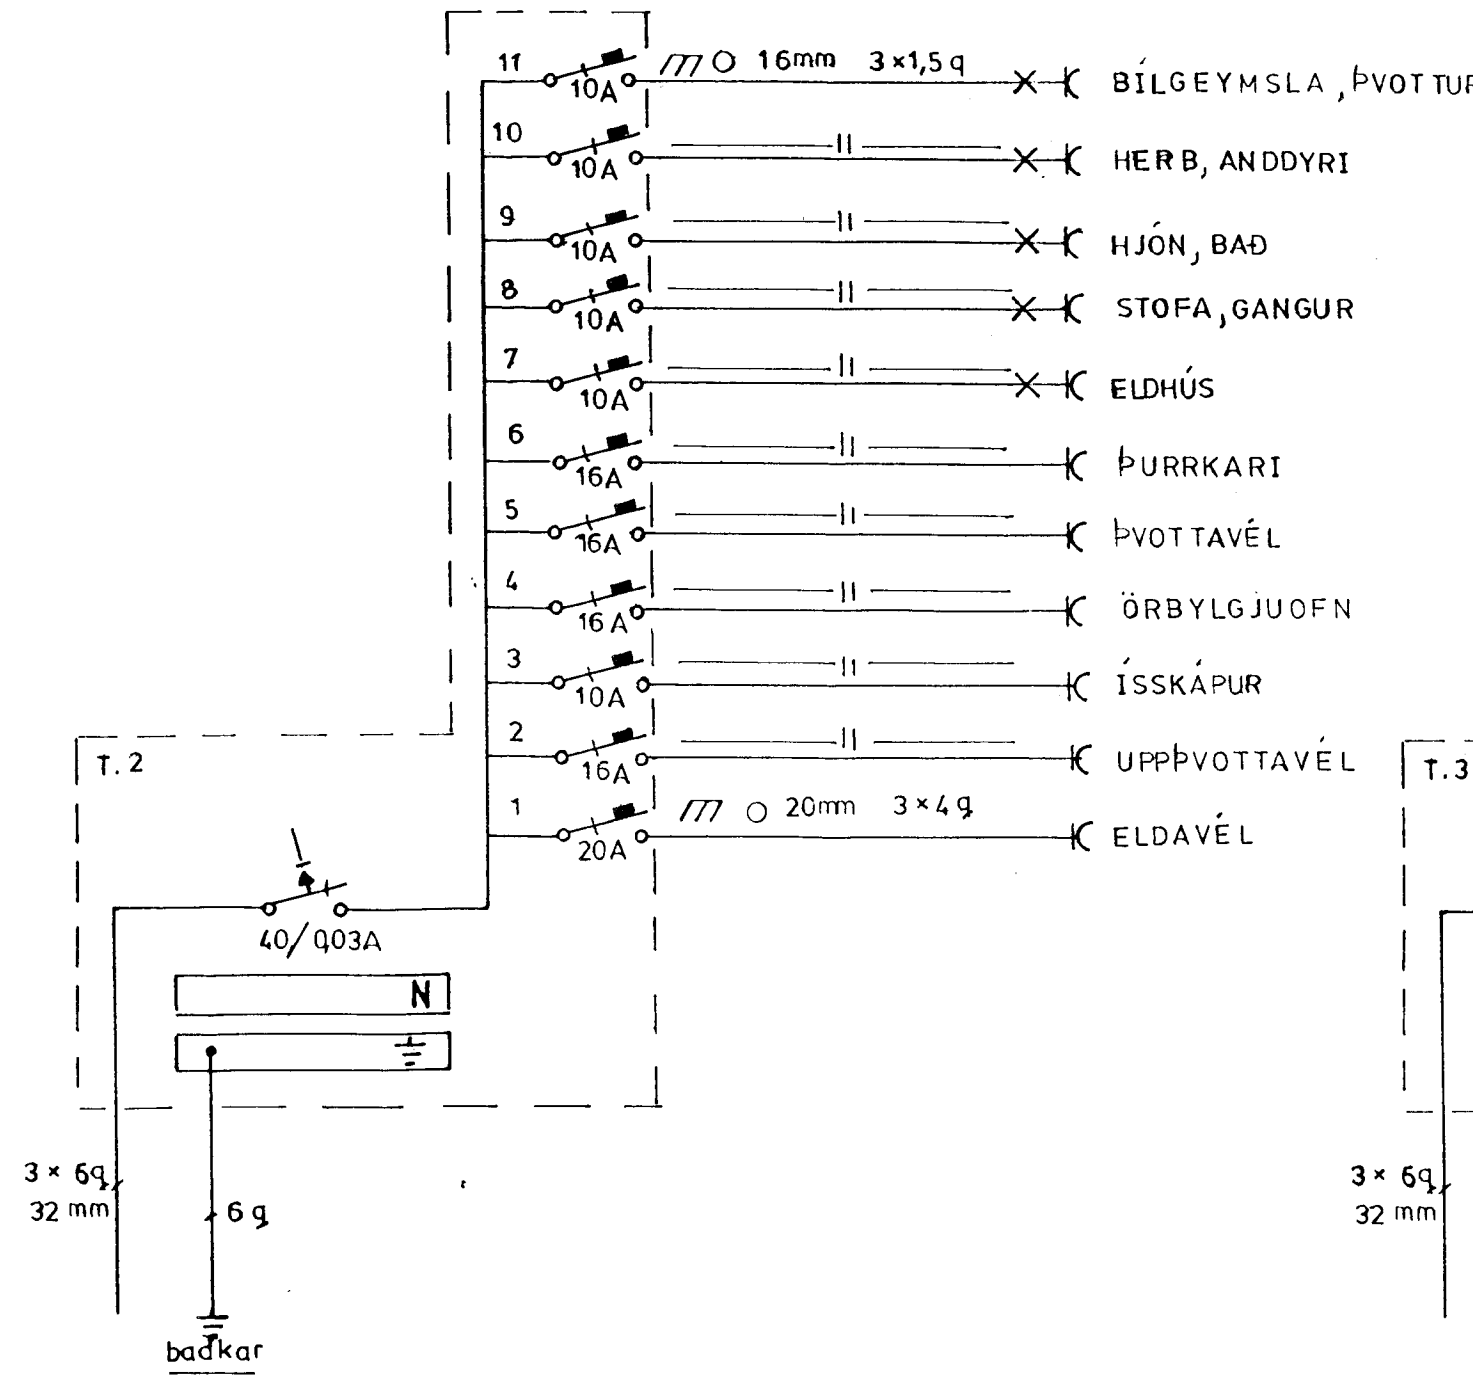 11 10A 16mm 3×1,5q BÍLGEYMSLA, ÞVOTTUR
10 10A HERB, ANDDYRI
9 10A HJÓN, BAÐ
8 10A STOFA, GANGUR
7 10A ELDHÚS
6 16A ÞURRKARI
5 16A ÞVOTTAVÉL
4 16A ÖRBYLGJUOFN
3 10A ÍSSKÁPUR
2 16A UPPÞVOTTAVÉL
1 20A 20mm 3×4q ELDAVÉL
T.2
40/0,03A
N
3 × 6q
32 mm
6q
baðkar
T.3
3 × 6q
32 mm